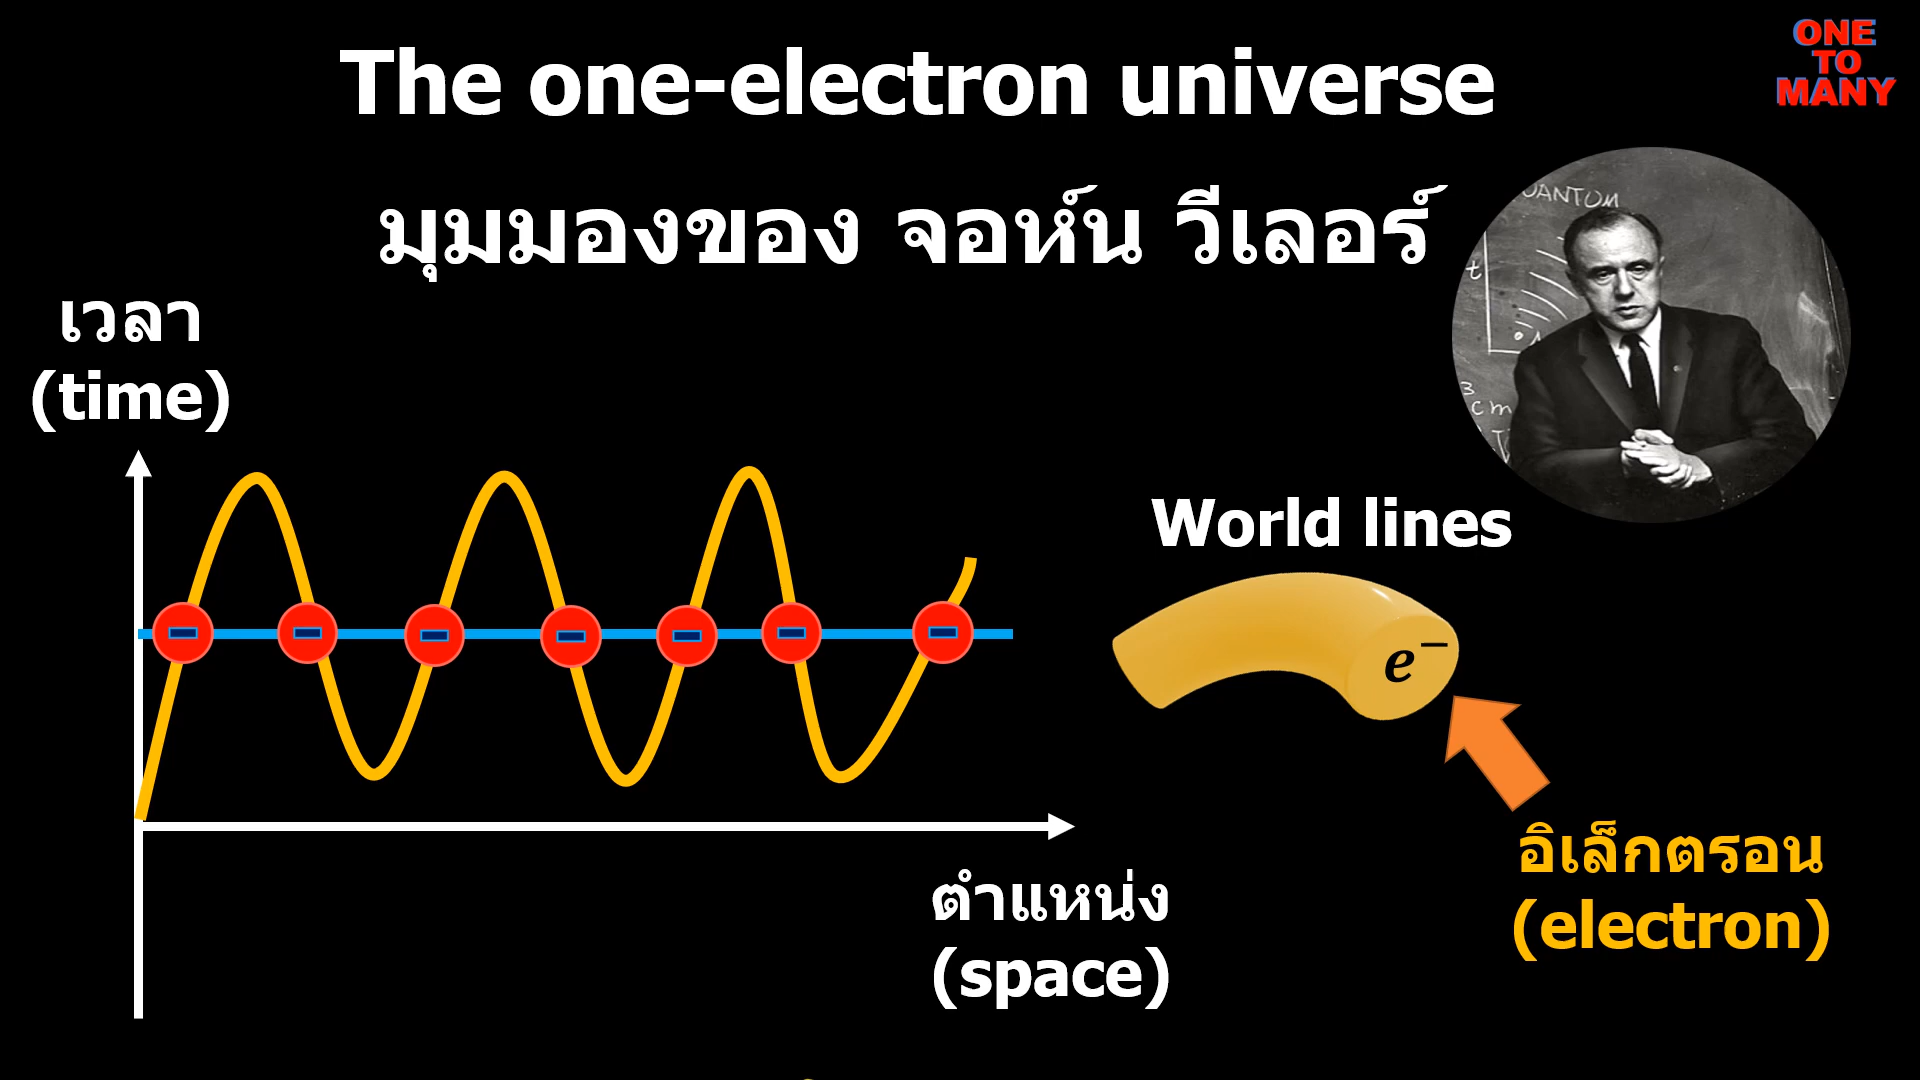 The one-electron universe
ONE
TO
MANY
มุมมองของ จอห์น วีเลอร์
เวลา
(time)
t
3
cm
World lines
e⁻
อิเล็กตรอน
(electron)
ตำแหน่ง
(space)